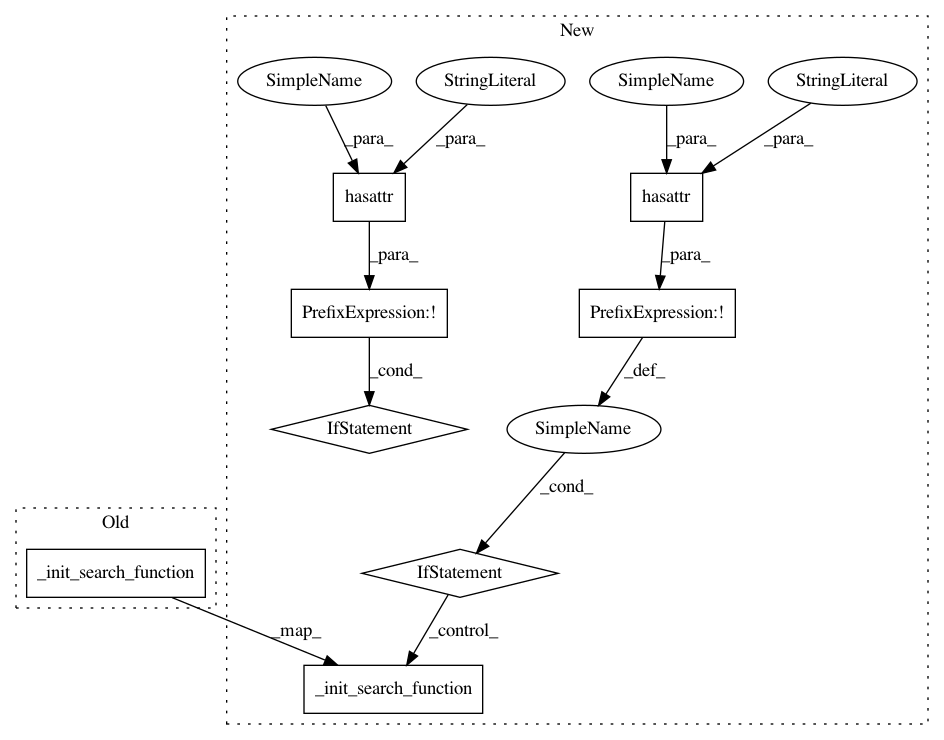 New
SimpleName
StringLiteral
SimpleName
StringLiteral
_para_
_para_
_para_
_para_
hasattr
hasattr
_para_
_para_
PrefixExpression:!
PrefixExpression:!
_cond_
_def_
IfStatement
SimpleName
_cond_
Old
_init_search_function
IfStatement
_map_
_control_
_init_search_function